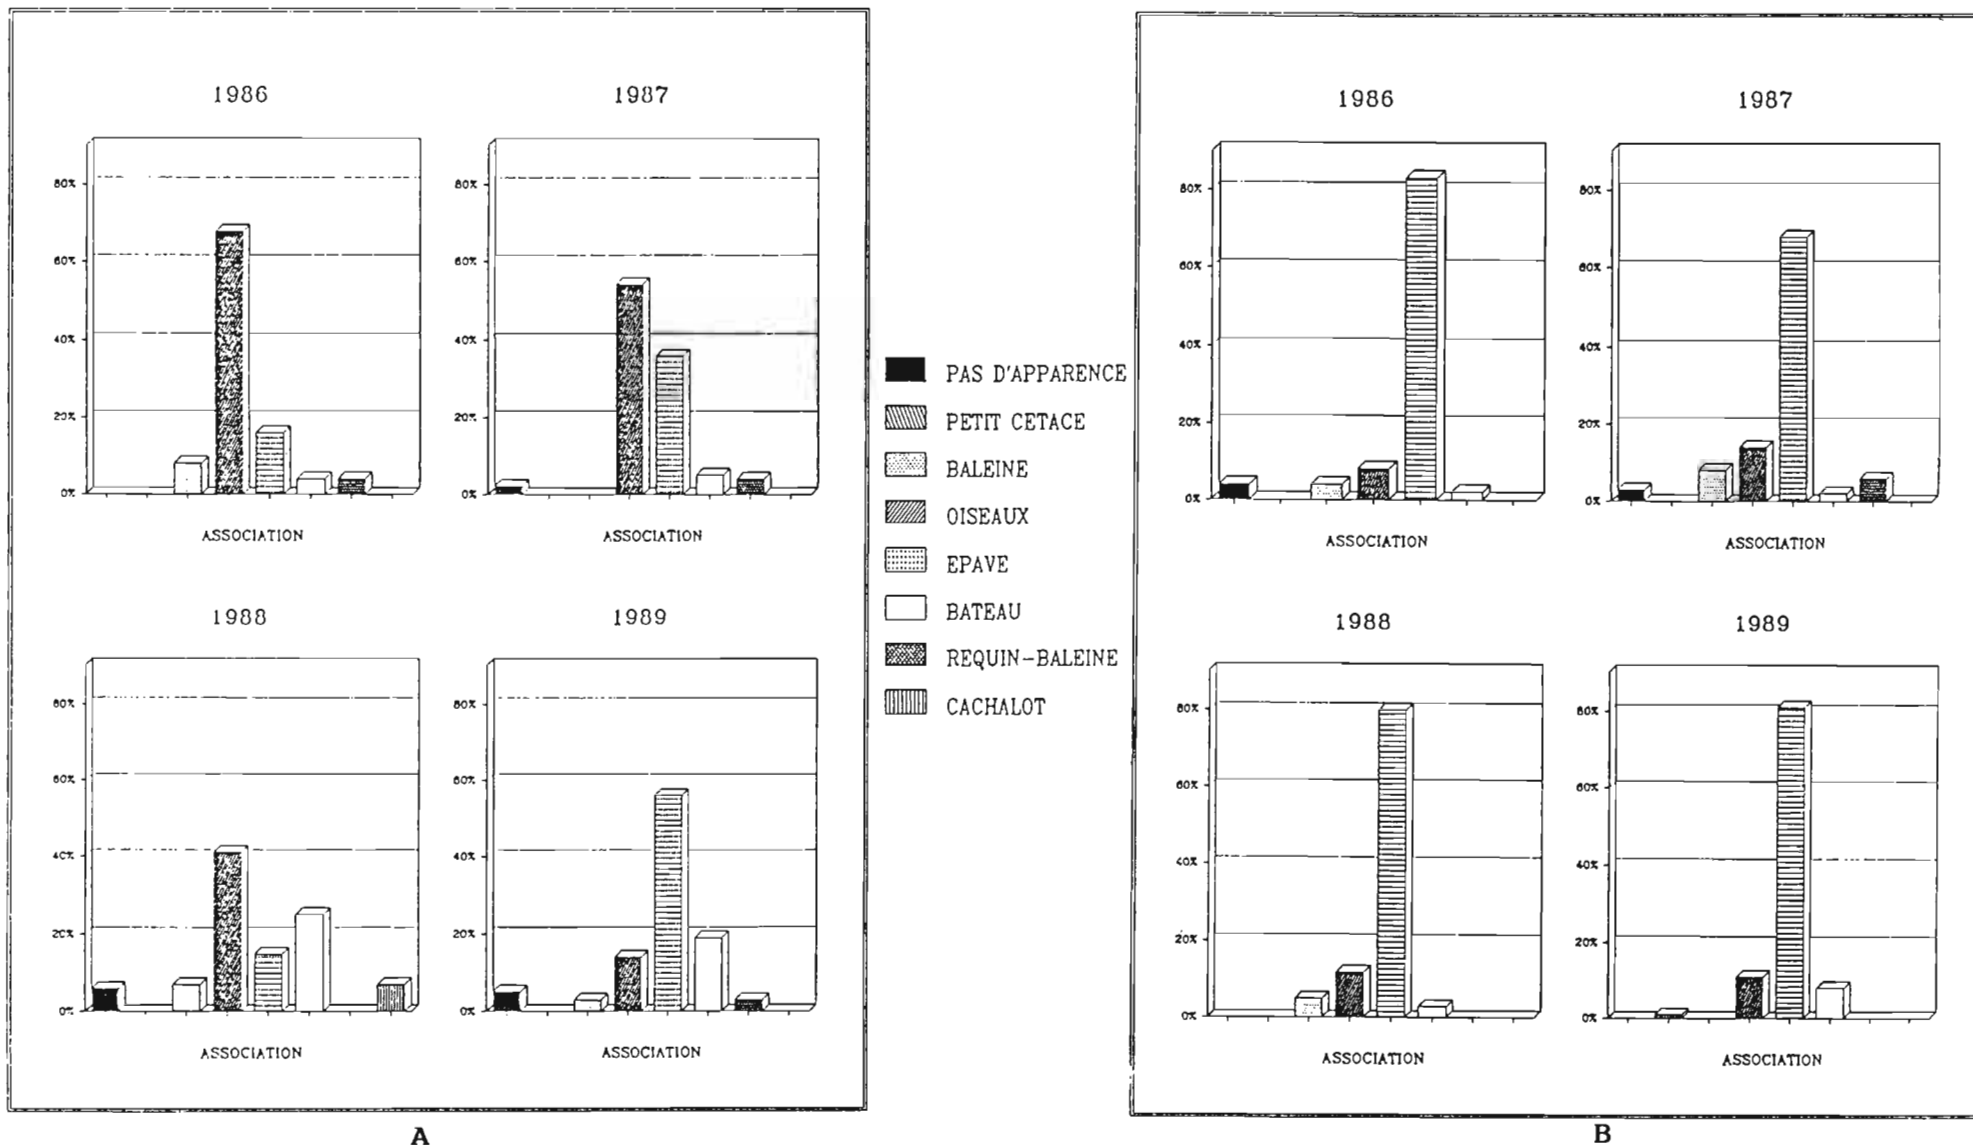 1986
80%
60%
40%
20%
0%
ASSOCIATION
1987
80%
60%
40%
20%
0%
ASSOCIATION
1988
80%
60%
40%
20%
0%
ASSOCIATION
1989
80%
60%
40%
20%
0%
ASSOCIATION
A
PAS D'APPARENCE
PETIT CETACE
BALEINE
OISEAUX
EPAVE
BATEAU
REQUIN-BALEINE
CACHALOT
1986
80%
60%
40%
20%
0%
ASSOCIATION
1987
80%
60%
40%
20%
0%
ASSOCIATION
1988
80%
60%
40%
20%
0%
ASSOCIATION
1989
80%
60%
40%
20%
0%
ASSOCIATION
B